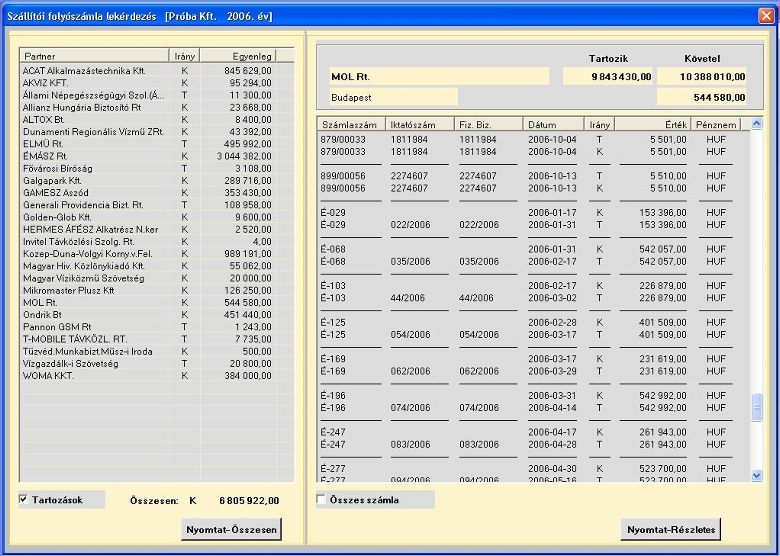 Szállítói folyószámla lekérdezés [Próba Kft. 2006. év]
Partner Irány Egyenleg
ACAT Alkalmazástechnika Kft. K 845 629,00
AKVIZ KFT. K 95 294,00
Állami Népegészségügyi Szol.(Á... T 11 300,00
Allianz Hungária Biztosító Rt K 23 668,00
ALTOX Bt. K 8 400,00
Dunamenti Regionális Vízmű ZRt. K 43 392,00
ELMŰ Rt. T 495 992,00
ÉMÁSZ Rt. K 3 044 382,00
Fővárosi Bíróság T 3 108,00
Galgapark Kft. K 289 716,00
GAMESZ Aszód K 353 430,00
Generali Providencia Bizt. Rt. T 108 958,00
Golden-Glob Kft. K 9 600,00
HERMES ÁFÉSZ Alkatrész N.ker K 2 520,00
Invitel Távközlési Szolg. Rt. K 4,00
Kozep-Duna-Volgyi Korny.v.Fel. K 989 191,00
Magyar Hiv. Közlönykiadó Kft. K 55 062,00
Magyar Víziközmű Szövetség K 20 000,00
Mikromaster Plusz Kft K 126 250,00
MOL Rt. K 544 580,00
Ondrik Bt K 451 440,00
Pannon GSM Rt T 1 243,00
T-MOBILE TÁVKÖZL. RT. T 7 735,00
Tüzvéd.Munkabizt.Müsz-i Iroda K 500,00
Vízgazdálk-i Szövetség T 20 800,00
WOMA KKT. K 384 000,00
Tartozások Összesen: K 6 805 922,00
Nyomtat-Összesen
Tartozik Követel
MOL Rt. 9 843 430,00 10 388 010,00
Budapest 544 580,00
Számlaszám Iktatószám Fiz. Biz. Dátum Irány Érték Pénznem
879/00033 1811984 1811984 2006-10-04 T 5 501,00 HUF
879/00033 1811984 1811984 2006-10-04 K 5 501,00 HUF
899/00056 2274607 2274607 2006-10-13 T 5 510,00 HUF
899/00056 2274607 2274607 2006-10-13 K 5 510,00 HUF
É-029 2006-01-17 K 153 396,00 HUF
É-029 022/2006 022/2006 2006-01-31 T 153 396,00 HUF
É-068 2006-01-31 K 542 057,00 HUF
É-068 035/2006 035/2006 2006-02-17 T 542 057,00 HUF
É-103 2006-02-17 K 226 879,00 HUF
É-103 44/2006 44/2006 2006-03-02 T 226 879,00 HUF
É-125 2006-02-28 K 401 509,00 HUF
É-125 054/2006 054/2006 2006-03-17 T 401 509,00 HUF
É-169 2006-03-17 K 231 619,00 HUF
É-169 062/2006 062/2006 2006-03-29 T 231 619,00 HUF
É-196 2006-03-31 K 542 992,00 HUF
É-196 074/2006 074/2006 2006-04-14 T 542 992,00 HUF
É-247 2006-04-17 K 261 943,00 HUF
É-247 083/2006 083/2006 2006-04-28 T 261 943,00 HUF
É-277 2006-04-30 K 523 700,00 HUF
É-277 094/2006 094/2006 2006-05-16 T 523 700,00 HUF
Összes számla
Nyomtat-Részletes